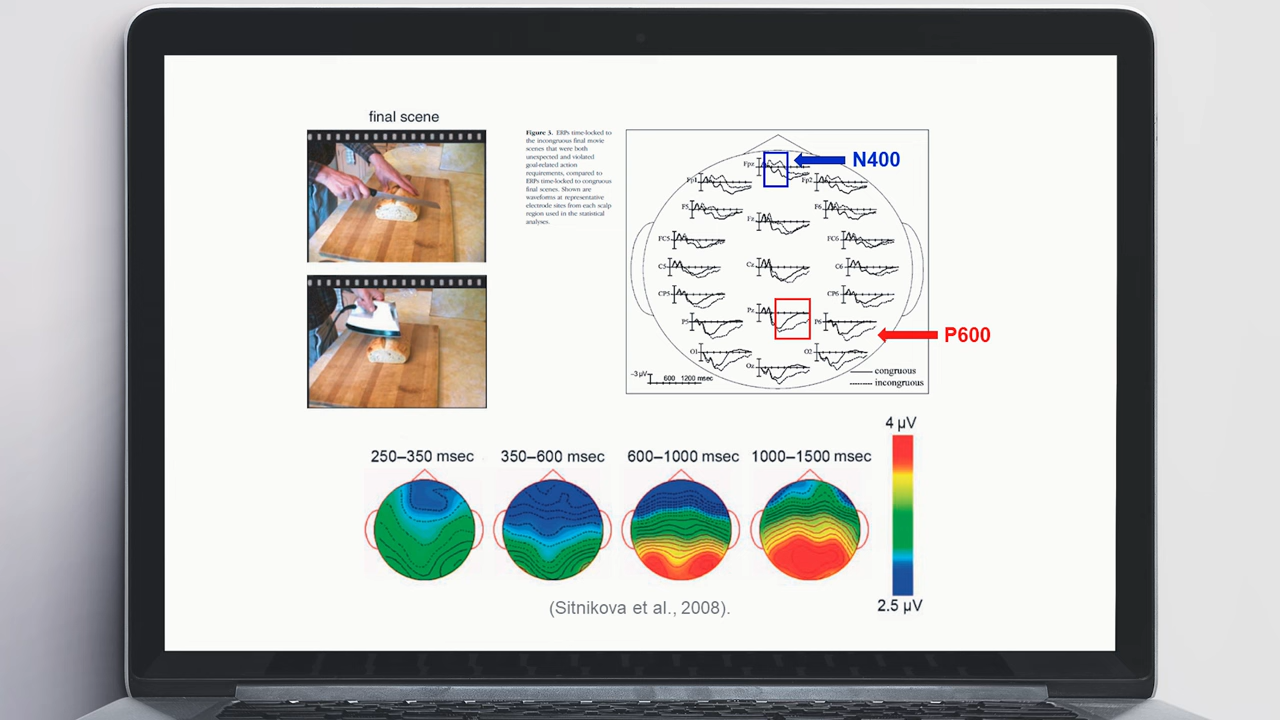 final scene
Figure 3. ERPs time-locked to
the incongruous final movie
scenes that were both
unexpected and violated
goal-related action
requirements, compared to
ERPs time-locked to congruous
final scenes. Shown are
waveforms at representative
electrode sites from each scalp
region used in the statistical
analyses.
N400
Fpz
Fp1
Fp2
F5
F6
Fz
FC5
FC6
C5
Cz
C6
CP5
CP6
Pz
P5
P6
P600
O1
O2
Oz
congruous
−3 µV
600 1200 msec
incongruous
4 µV
250–350 msec
350–600 msec
600–1000 msec
1000–1500 msec
2.5 µV
(Sitnikova et al., 2008).